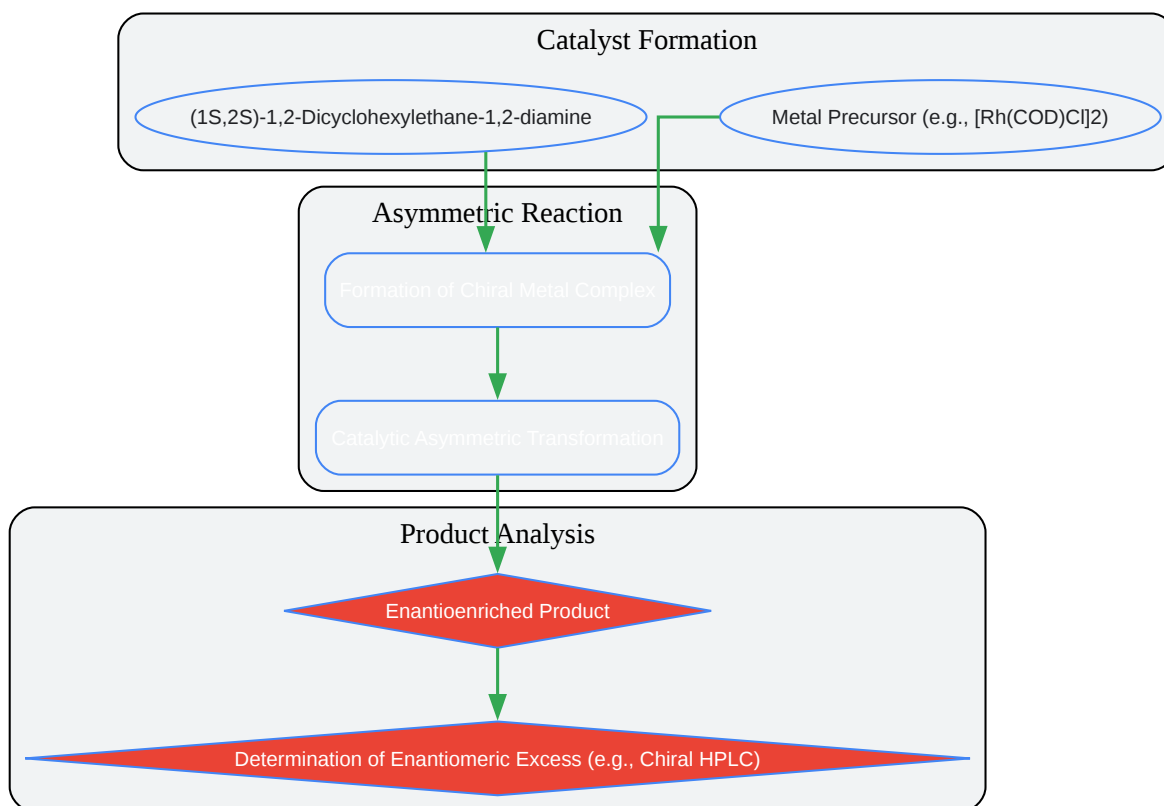 Catalyst Formation
(1S,2S)-1,2-Dicyclohexylethane-1,2-diamine
Metal Precursor (e.g., [Rh(COD)Cl]2)
Asymmetric Reaction
Formation of Chiral Metal Complex
Catalytic Asymmetric Transformation
Product Analysis
Enantioenriched Product
Determination of Enantiomeric Excess (e.g., Chiral HPLC)